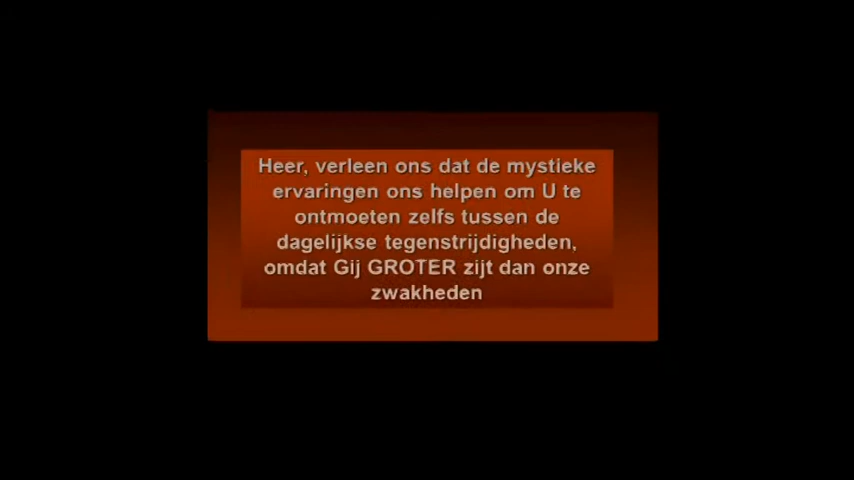 Heer, verleen ons dat de mystieke
ervaringen ons helpen om U te
ontmoeten zelfs tussen de
dagelijkse tegenstrijdigheden,
omdat Gij GROTER zijt dan onze
zwakheden